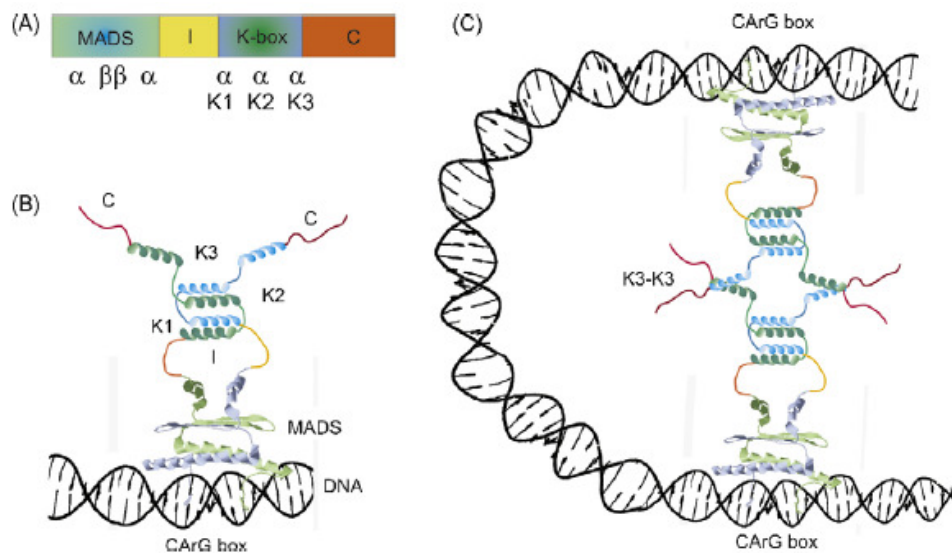 (A)
MADS I K-box C
α ββ α α α α
K1 K2 K3
(B)
C C
K3
K2
K1
I
MADS
DNA
CArG box
(C)
CArG box
K3-K3
CArG box